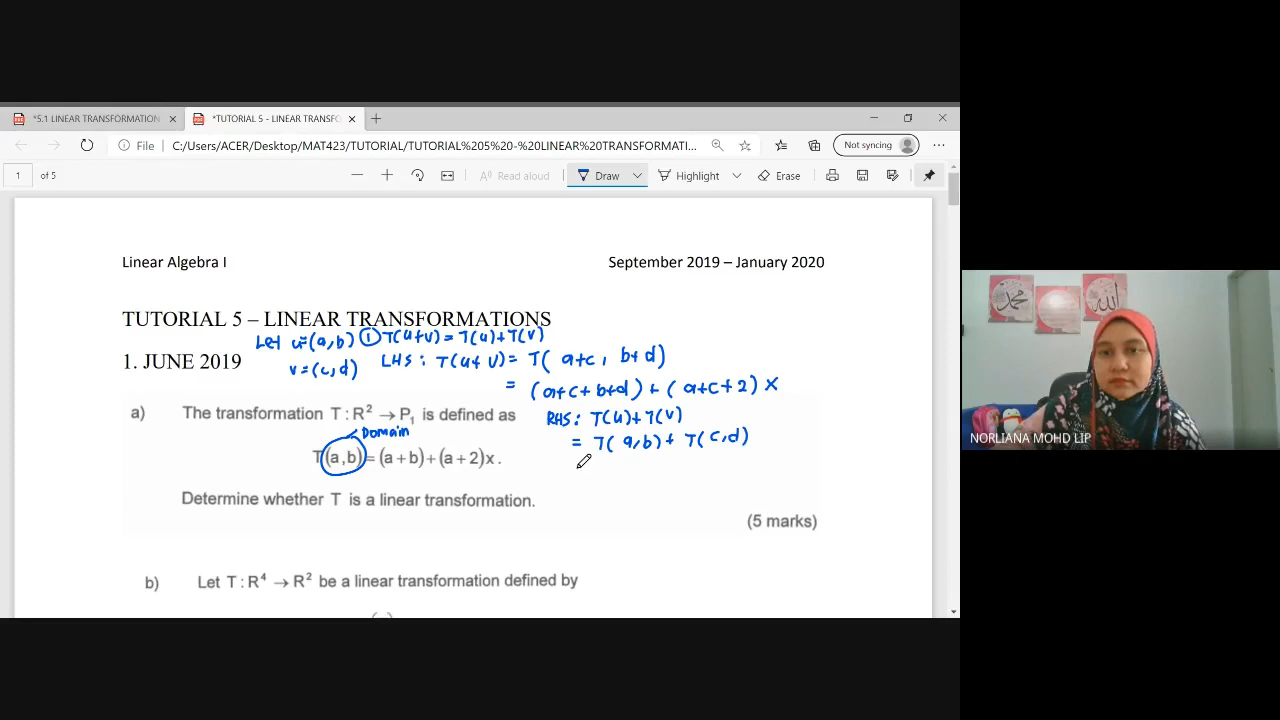 *5.1 LINEAR TRANSFORMATION
*TUTORIAL 5 - LINEAR TRANSFO
File
C:/Users/ACER/Desktop/MAT423/TUTORIAL/TUTORIAL%205%20-%20LINEAR%20TRANSFORMATI...
Not syncing
1 of 5
Read aloud
Draw
Highlight
Erase
Linear Algebra I
September 2019 – January 2020
TUTORIAL 5 – LINEAR TRANSFORMATIONS
Let u=(a,b) ① T(u+v) = T(u)+T(v)
1. JUNE 2019
v=(c,d)
LHS: T(u+v) = T( a+c, b+d)
= (a+c+b+d) + (a+c+2)x
a) The transformation T : R² → P₁ is defined as
RHS: T(u)+T(v)
Domain
= T(a,b) + T(c,d)
T(a,b) = (a+b)+(a+2)x.
Determine whether T is a linear transformation.
(5 marks)
b) Let T : R⁴ → R² be a linear transformation defined by
محمد
الله
NORLIANA MOHD LIP